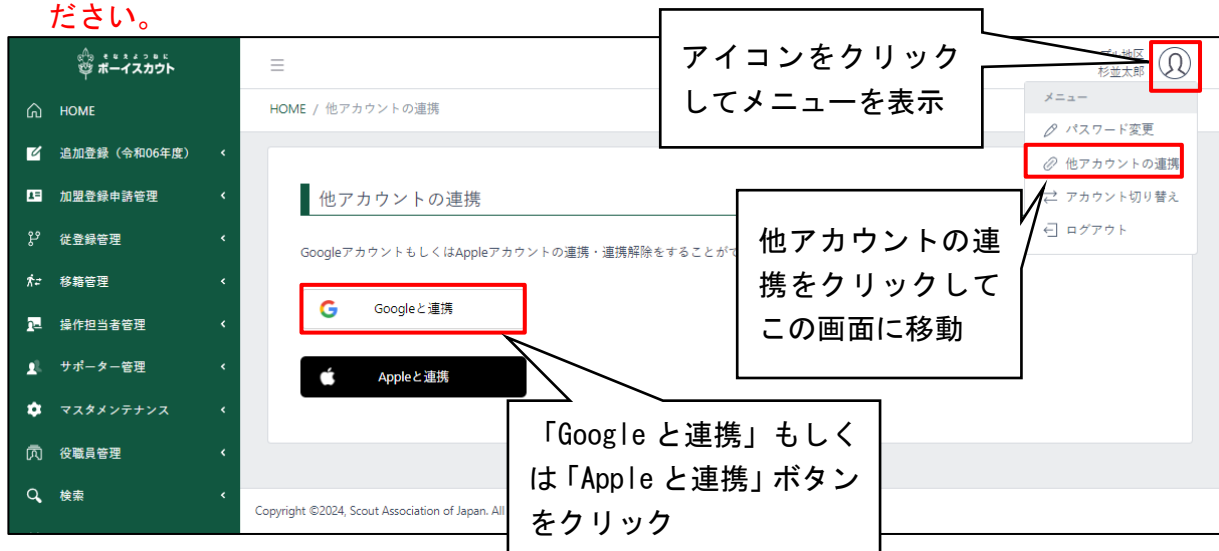 ださい。
アイコンをクリック
してメニューを表示
そなえよつねに
ボーイスカウト
地区
杉並太郎
HOME
HOME / 他アカウントの連携
メニュー
パスワード変更
追加登録（令和06年度）
他アカウントの連携
加盟登録申請管理
他アカウントの連携
アカウント切り替え
従登録管理
ログアウト
GoogleアカウントもしくはAppleアカウントの連携・連携解除をすることがで
他アカウントの連
携をクリックして
この画面に移動
移籍管理
Googleと連携
操作担当者管理
サポーター管理
Appleと連携
マスタメンテナンス
「Google と連携」もしく
は「Apple と連携」ボタン
をクリック
役職員管理
検索
Copyright ©2024, Scout Association of Japan. All